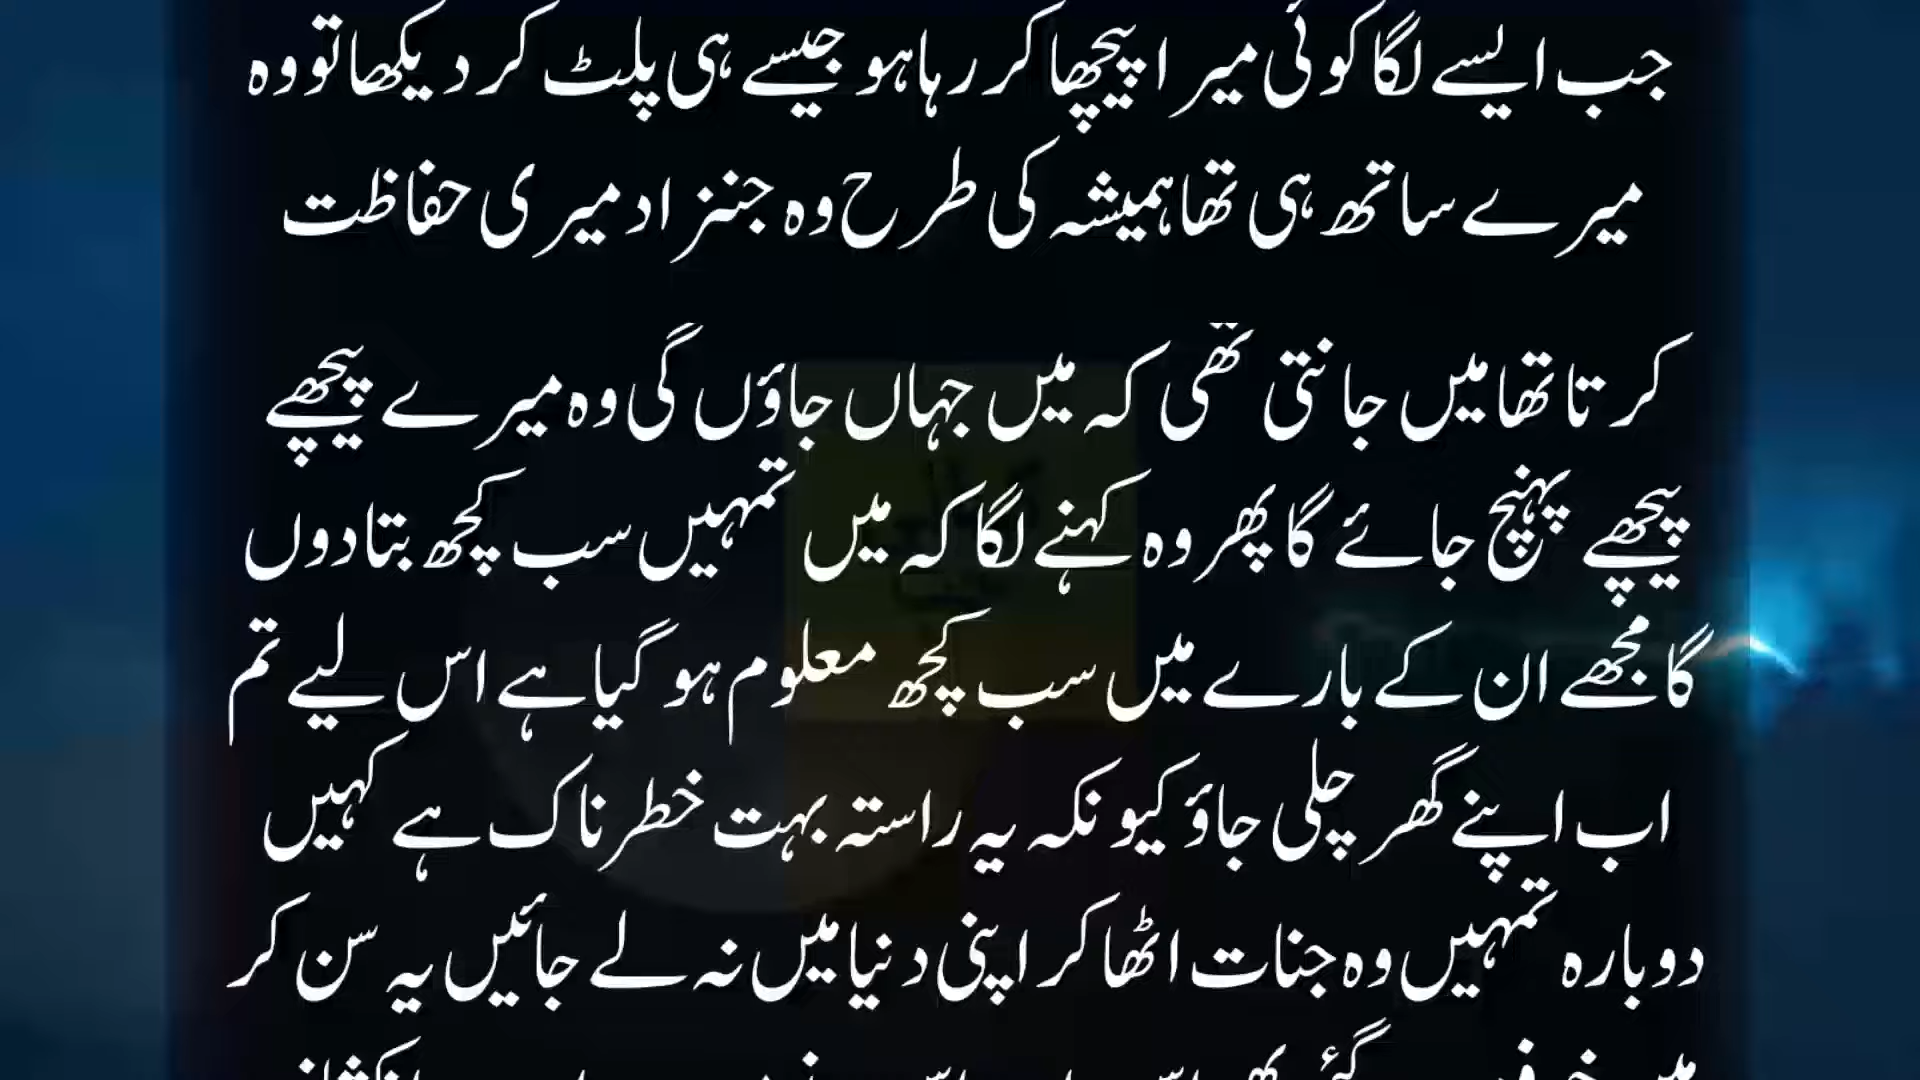 جب ایسے لگا کوئی میرا پیچھا کر رہا ہو جیسے ہی پلٹ کر دیکھا تو وہ
میرے ساتھ ہی تھا ہمیشہ کی طرح وہ جنزاد میری حفاظت
کرتا تھا میں جانتی تھی کہ میں جہاں جاؤں گی وہ میرے پیچھے
پیچھے پہنچ جائے گا پھر وہ کہنے لگا کہ میں تمہیں سب کچھ بتا دوں
گا مجھے ان کے بارے میں سب کچھ معلوم ہو گیا ہے اس لیے تم
اب اپنے گھر چلی جاؤ کیونکہ یہ راستہ بہت خطرناک ہے کہیں
دوبارہ تمہیں وہ جنات اٹھا کر اپنی دنیا میں نہ لے جائیں یہ سن کر